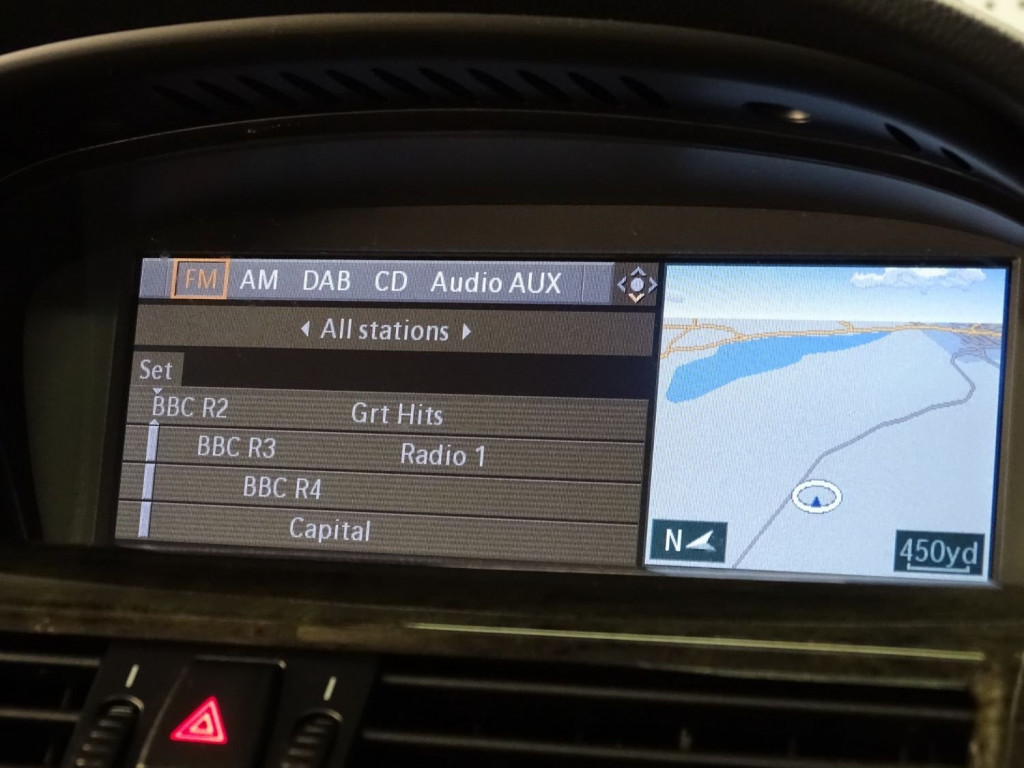 FM AM DAB CD Audio AUX
All stations
Set
BBC R2 Grt Hits
BBC R3 Radio 1
BBC R4
Capital
N
450yd